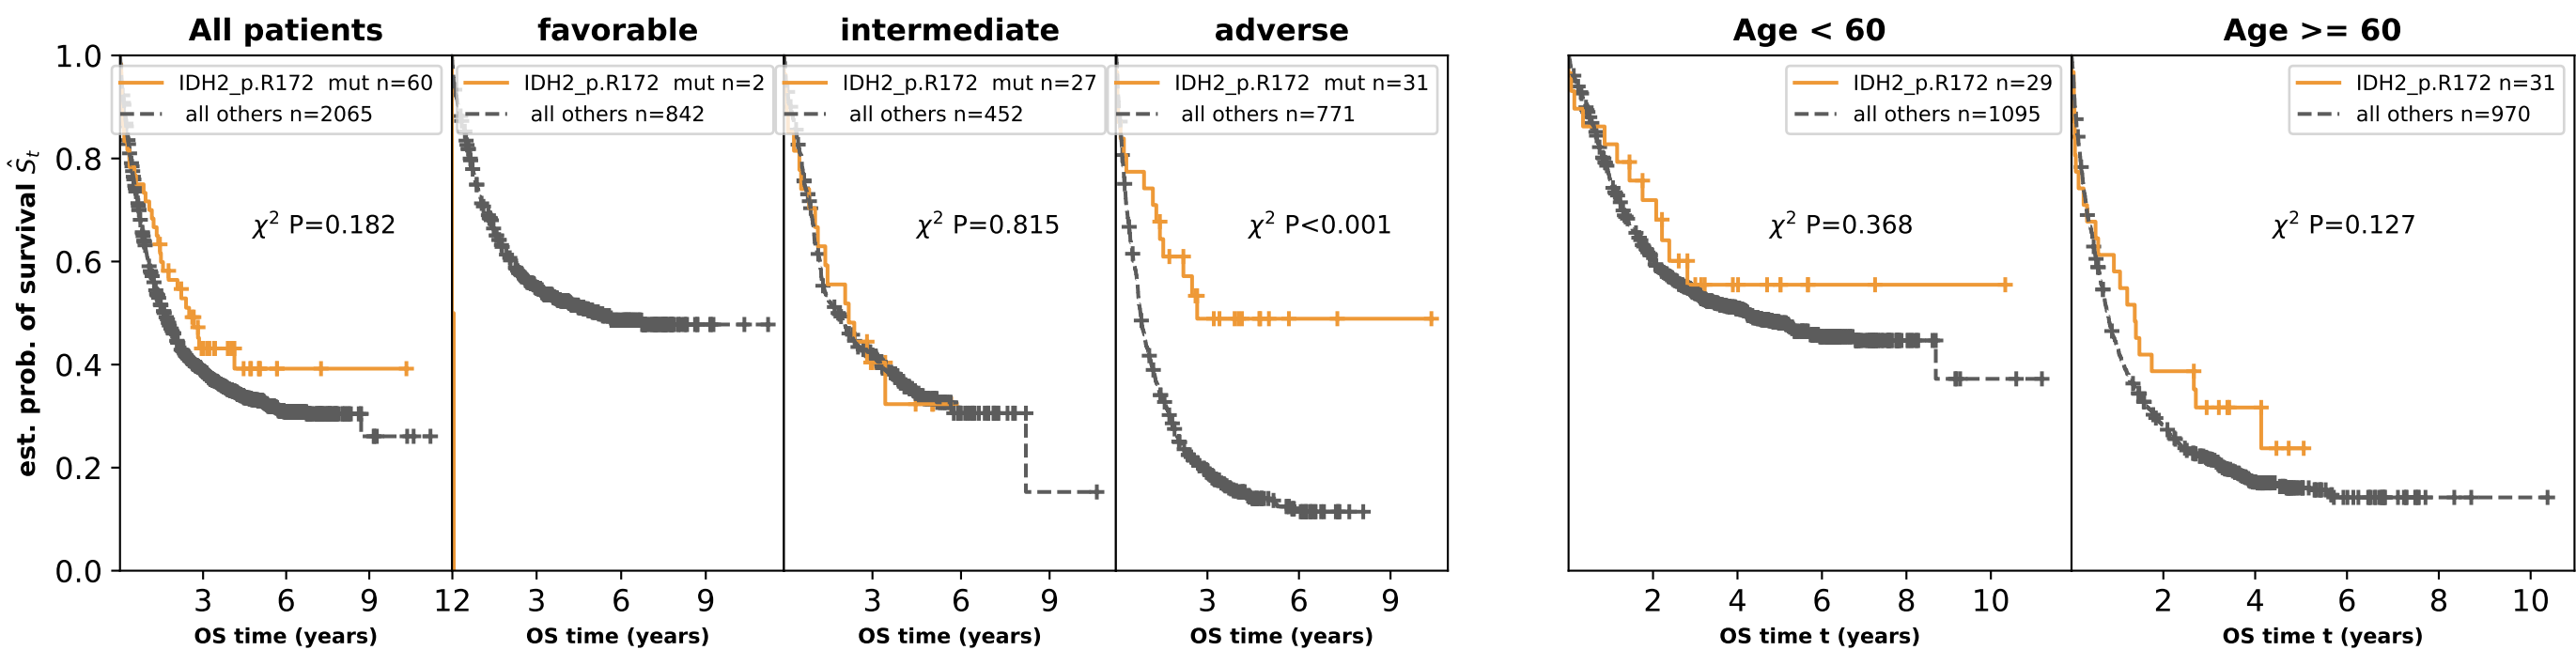 All patients
favorable
intermediate
adverse
Age < 60
Age >= 60
est. prob. of survival Ŝt
1.0
0.8
0.6
0.4
0.2
0.0
IDH2_p.R172 mut n=60
all others n=2065
χ² P=0.182
3 6 9 12
OS time (years)
IDH2_p.R172 mut n=2
all others n=842
3 6 9
OS time (years)
IDH2_p.R172 mut n=27
all others n=452
χ² P=0.815
3 6 9
OS time (years)
IDH2_p.R172 mut n=31
all others n=771
χ² P<0.001
3 6 9
OS time (years)
IDH2_p.R172 n=29
all others n=1095
χ² P=0.368
2 4 6 8 10
OS time t (years)
IDH2_p.R172 n=31
all others n=970
χ² P=0.127
2 4 6 8 10
OS time t (years)